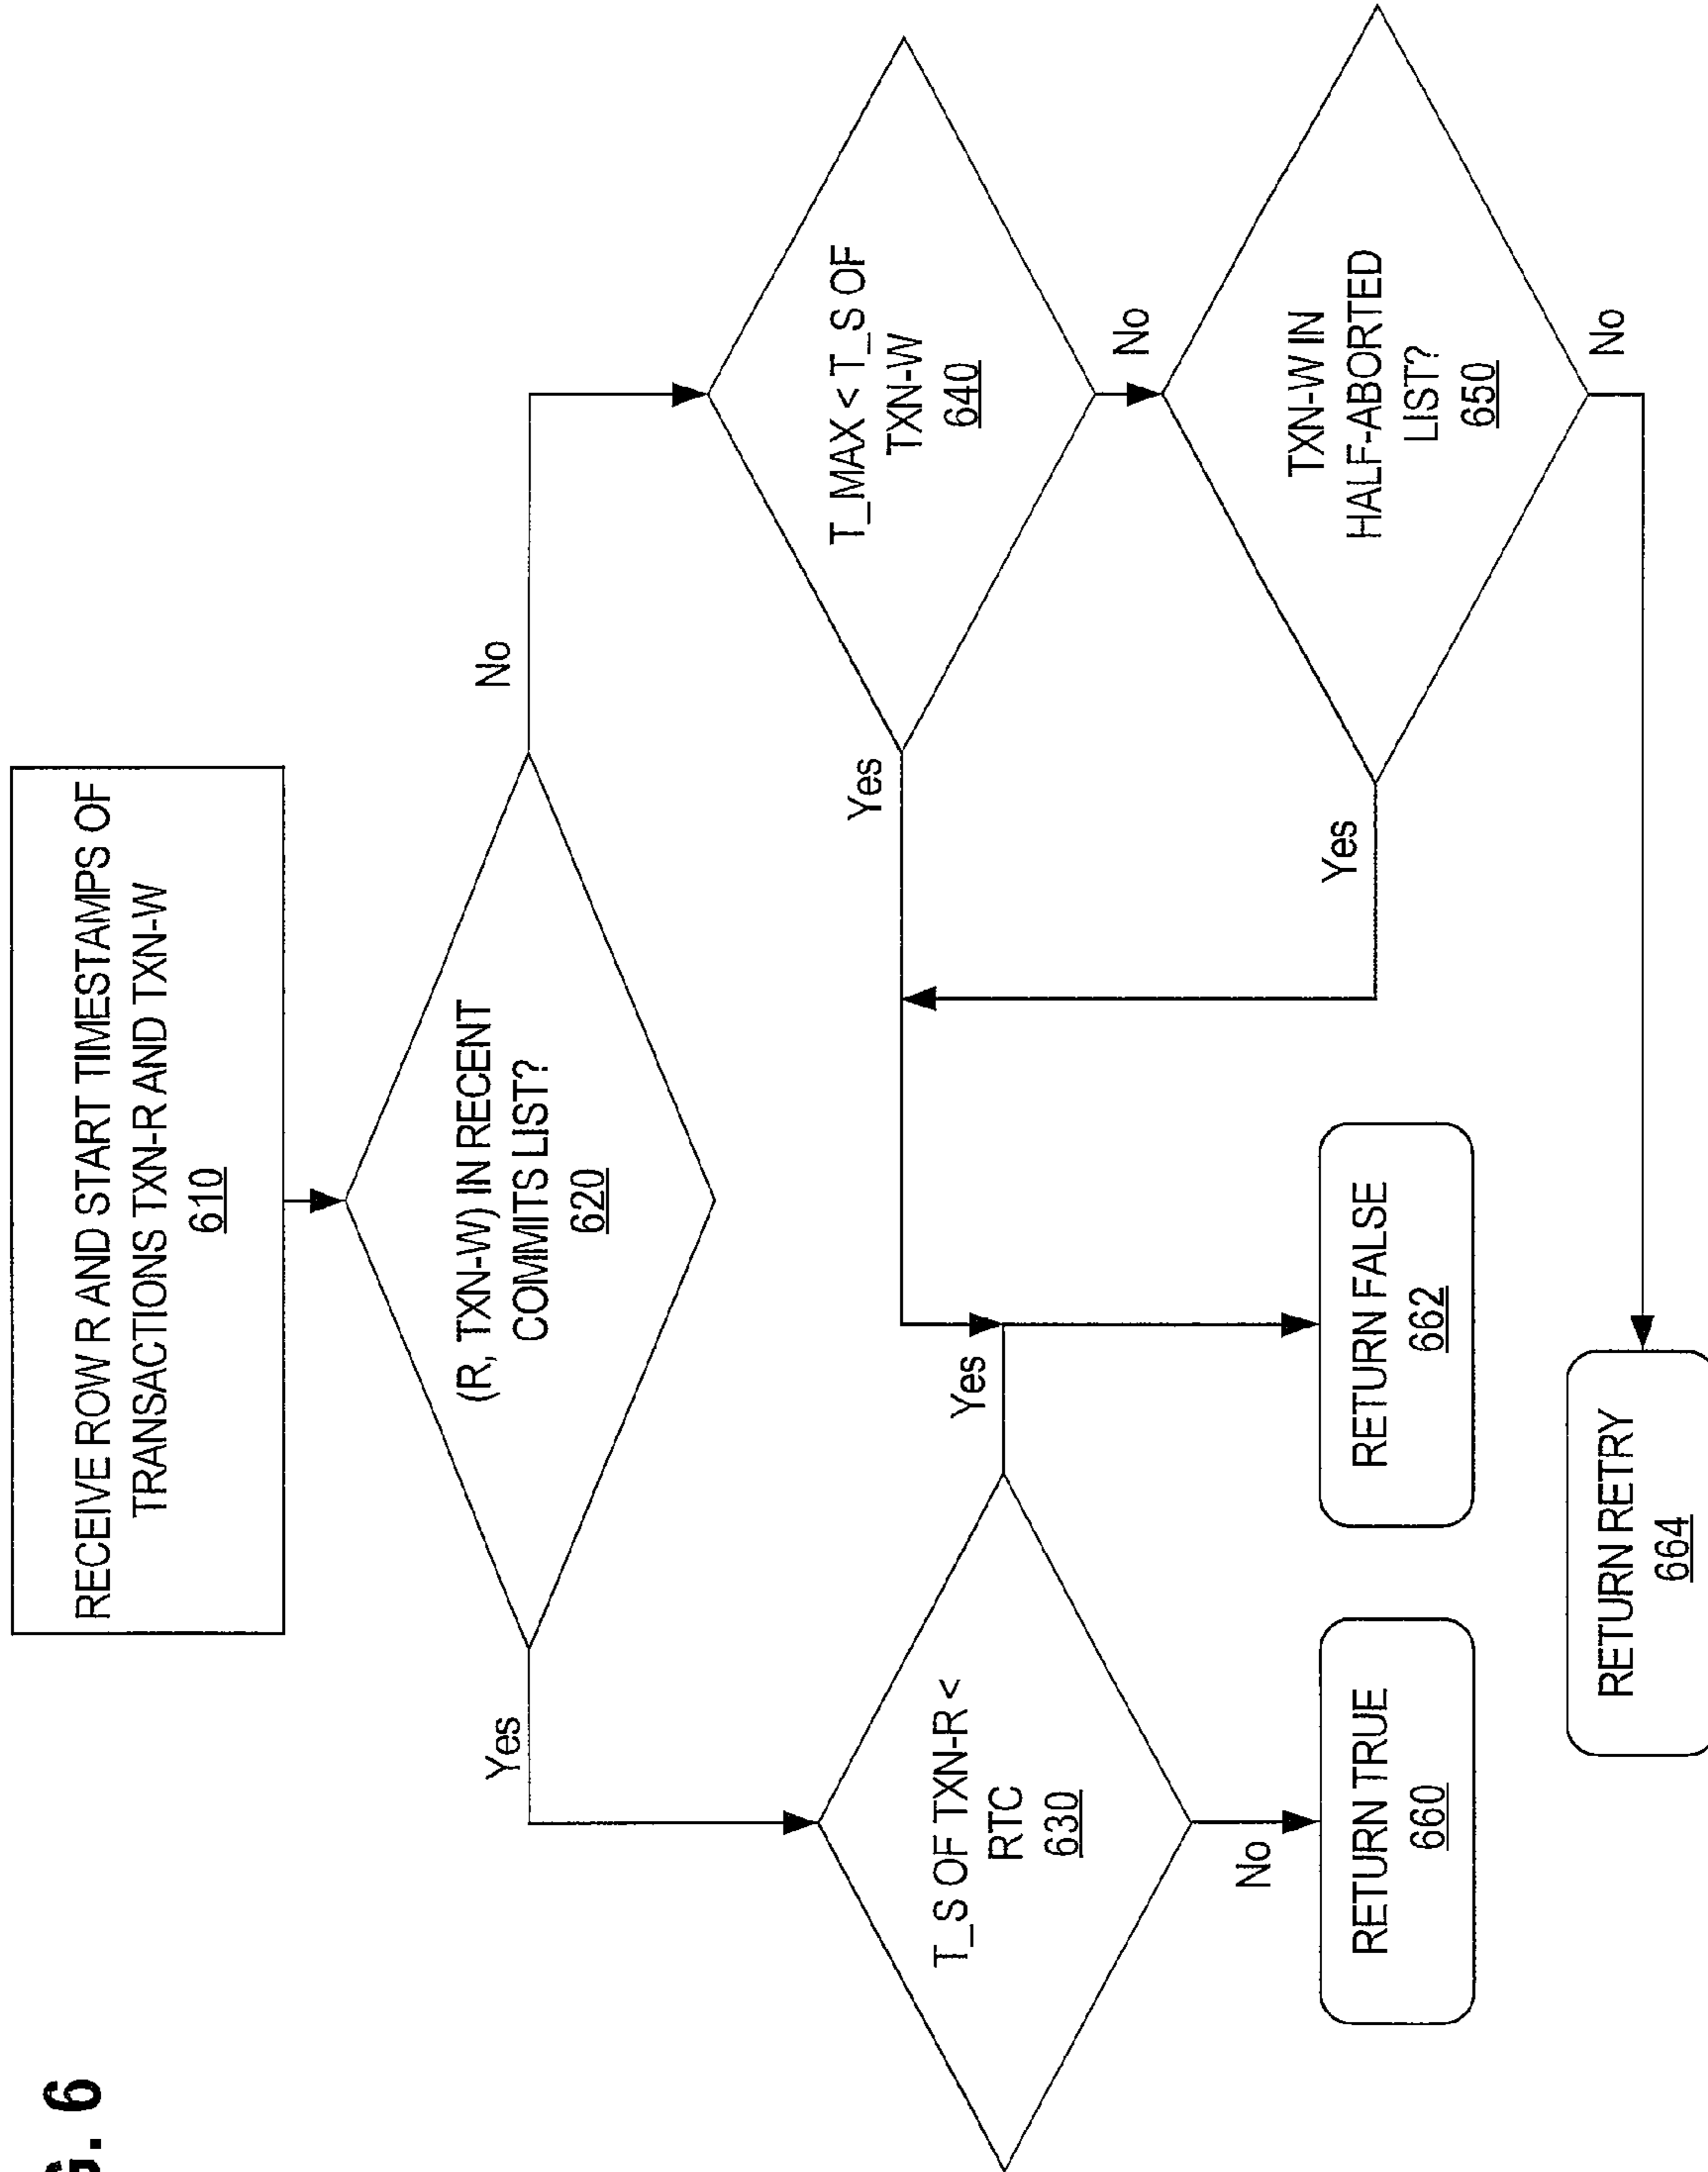 G. 6
RECEIVE ROW R AND START TIMESTAMPS OF
TRANSACTIONS TXN-R AND TXN-W
610
(R, TXN-W) IN RECENT
COMMITS LIST?
620
Yes
No
T_S OF TXN-R <
RTC
630
Yes
No
T_MAX < T_S OF
TXN-W
640
Yes
No
TXN-W IN
HALF-ABORTED
LIST?
650
Yes
No
RETURN TRUE
660
RETURN FALSE
662
RETURN RETRY
664